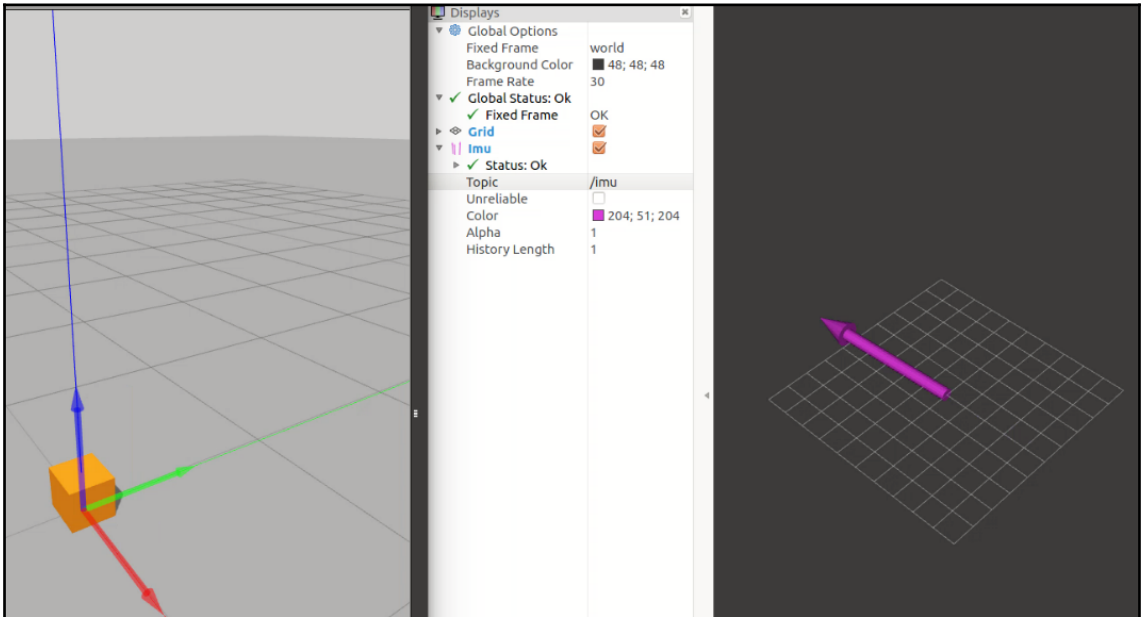 Displays
Global Options
Fixed Frame world
Background Color 48; 48; 48
Frame Rate 30
Global Status: Ok
Fixed Frame OK
Grid
Imu
Status: Ok
Topic /imu
Unreliable
Color 204; 51; 204
Alpha 1
History Length 1